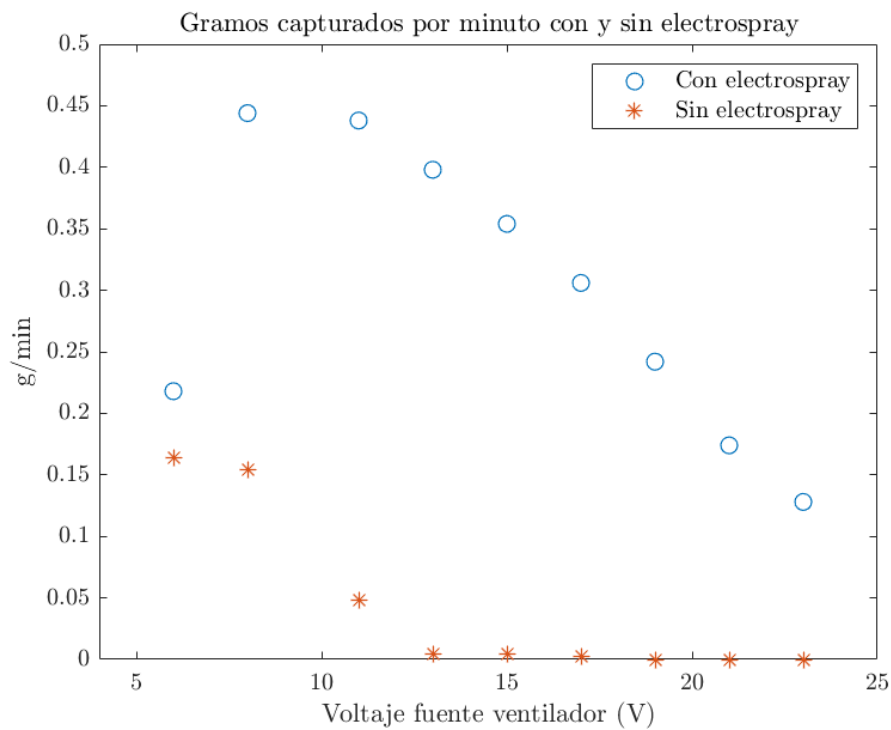 Gramos capturados por minuto con y sin electrospray
0.5
0.45
0.4
0.35
0.3
0.25
0.2
0.15
0.1
0.05
0
g/min
Con electrospray
Sin electrospray
5 10 15 20 25
Voltaje fuente ventilador (V)